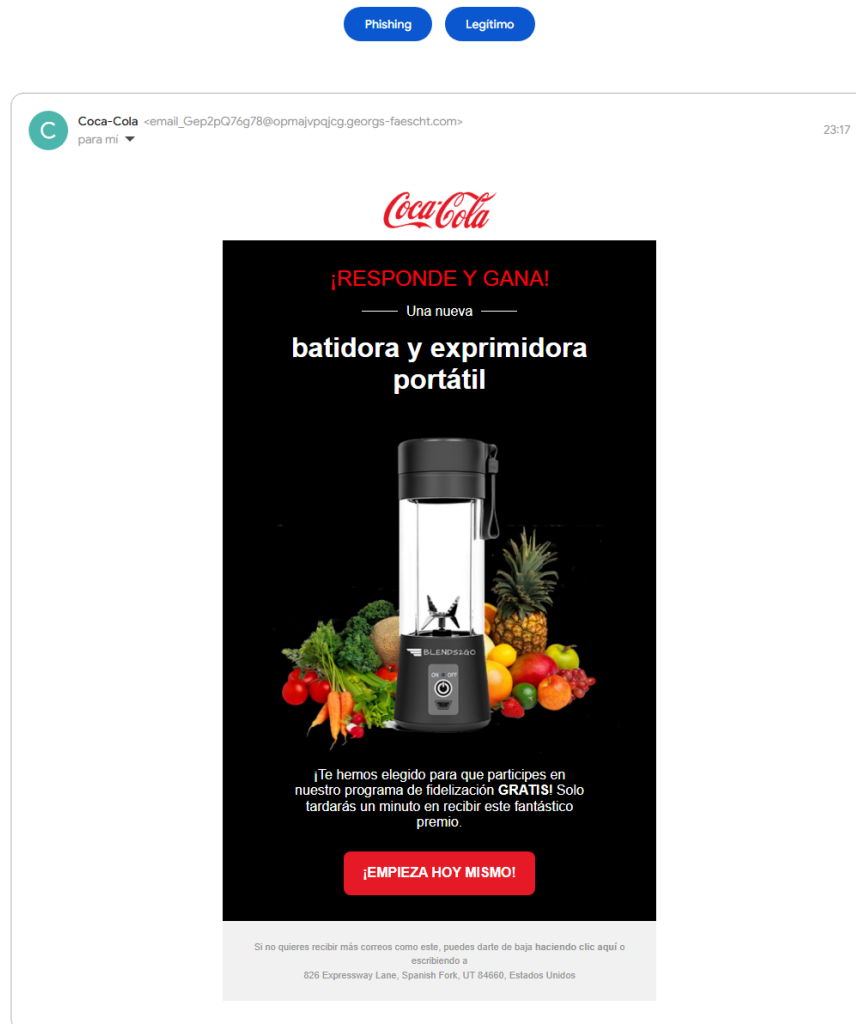 Phishing
Legítimo
C
Coca-Cola <email_Gep2pQ76g78@opmajvpqjcg.georgs-faescht.com>
23:17
para mí
Coca-Cola
¡RESPONDE Y GANA!
Una nueva
batidora y exprimidora
portátil
BLENDS2GO
ON OFF
¡Te hemos elegido para que participes en
nuestro programa de fidelización GRATIS! Solo
tardarás un minuto en recibir este fantástico
premio.
¡EMPIEZA HOY MISMO!
Si no quieres recibir más correos como este, puedes darte de baja haciendo clic aquí o
escribiendo a
826 Expressway Lane, Spanish Fork, UT 84660, Estados Unidos